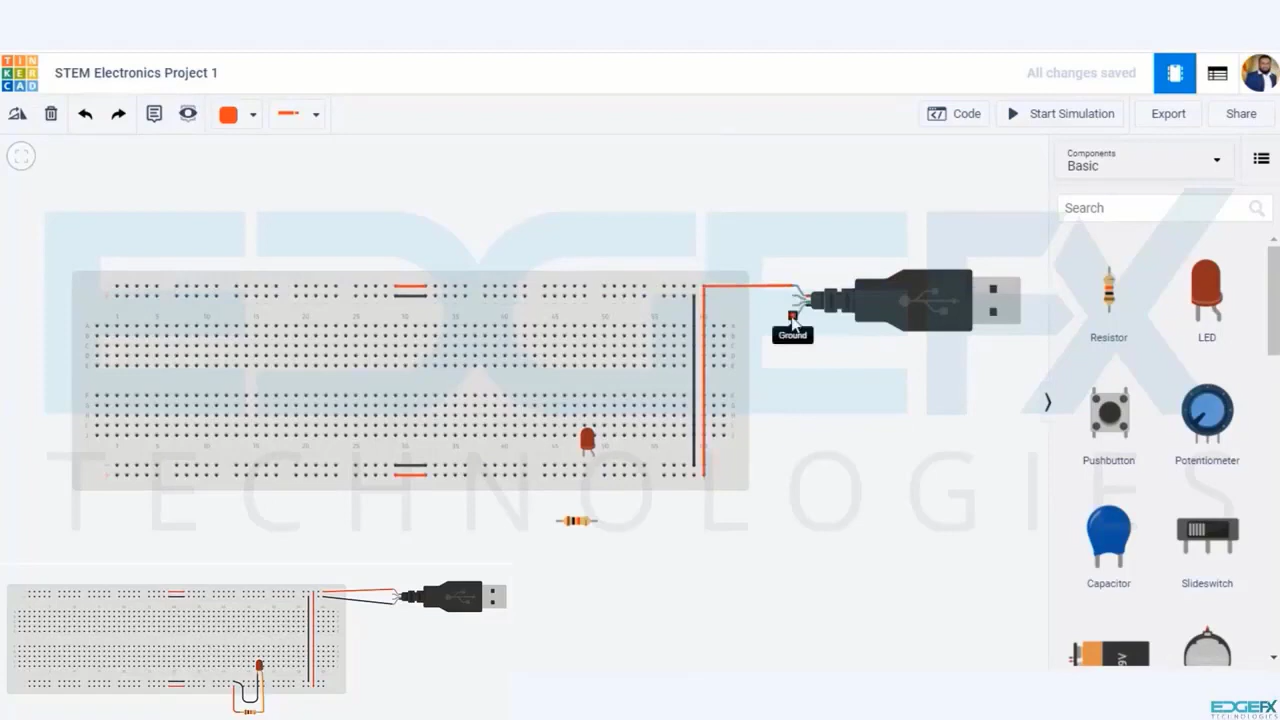 TIN
KER
CAD
STEM Electronics Project 1
All changes saved
Code
Start Simulation
Export
Share
Components
Basic
Search
EDGEFX
TECHNOLOGIES
Ground
Resistor
LED
Pushbutton
Potentiometer
Capacitor
Slideswitch
9V
EDGEFX
TECHNOLOGIES